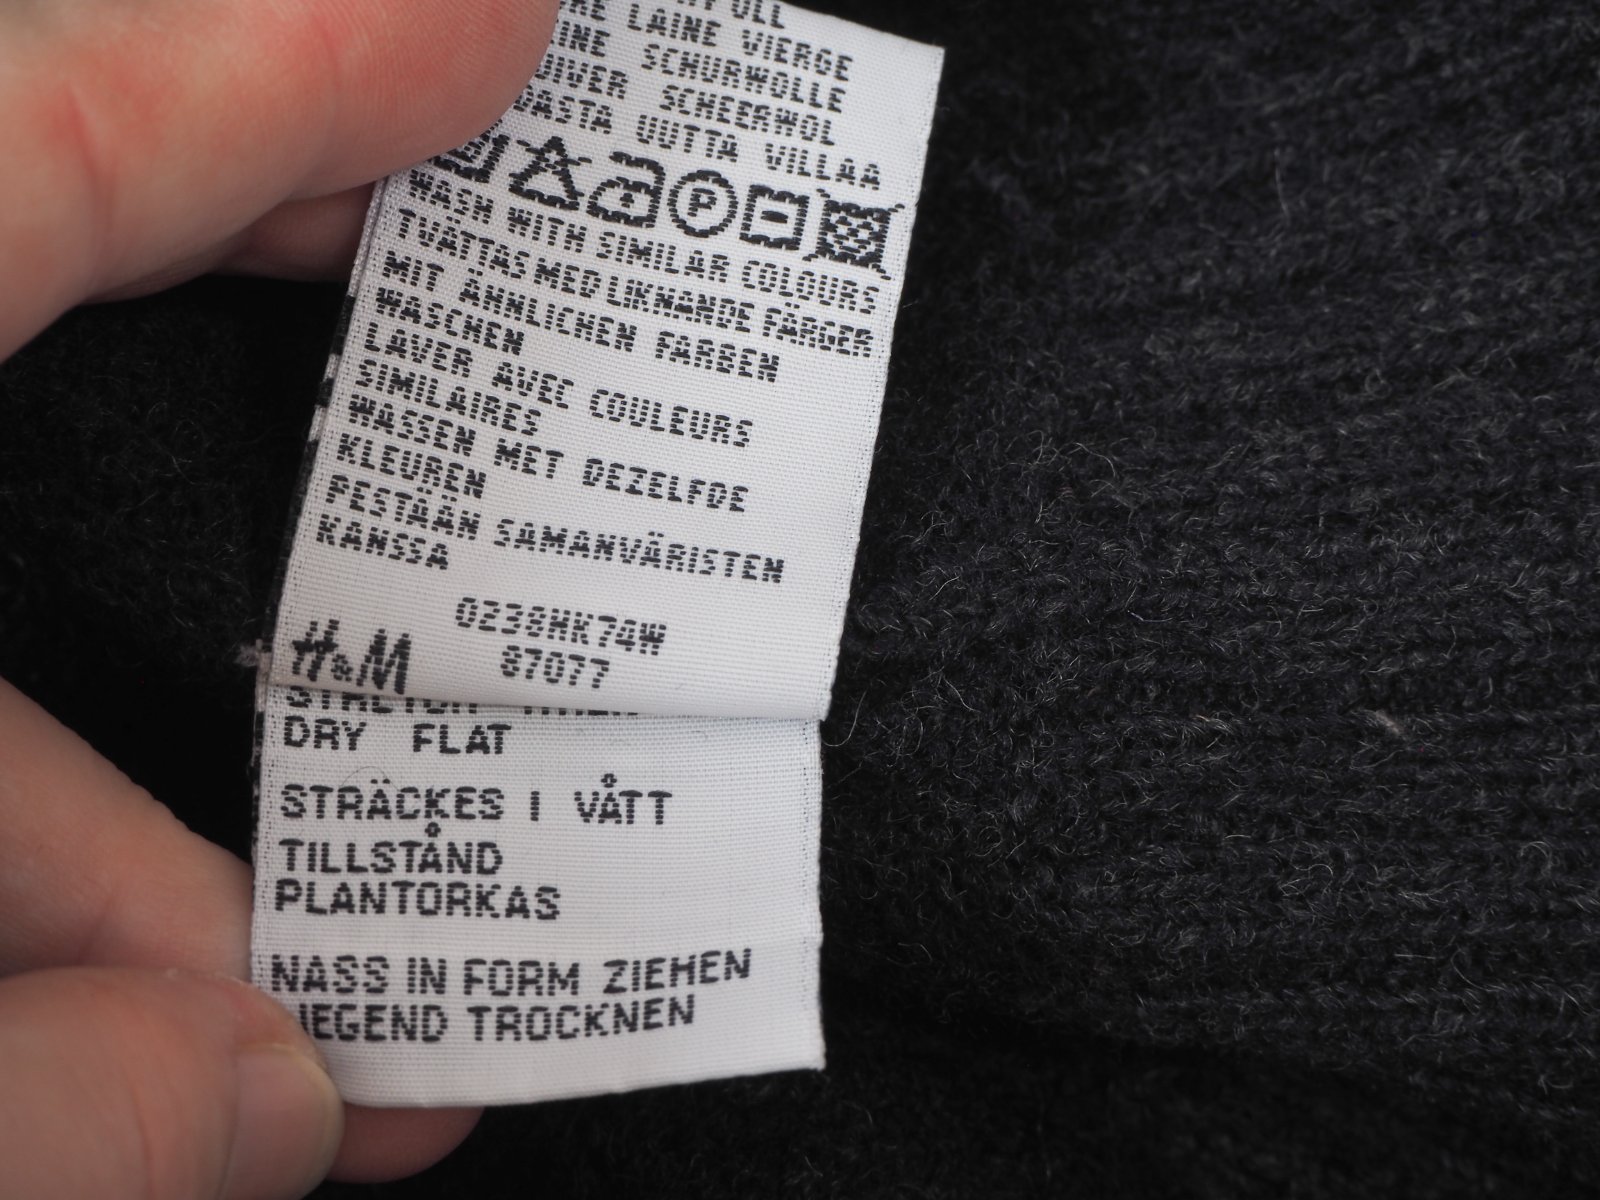 LAINE VIERGE
SCHURWOLLE
SCHEERWOL
UUTTA VILLAA
P
WASH WITH SIMILAR COLOURS
TVÄTTAS MED LIKNANDE FÄRGER
MIT ÄHNLICHEN FARBEN
WASCHEN
LAVER AVEC COULEURS
SIMILAIRES
WASSEN MET DEZELFDE
KLEUREN
PESTÄÄN SAMANVÄRISTEN
KANSSA
0238HK74W
H&M 87077
DRY FLAT
STRÄCKES I VÅTT
TILLSTÅND
PLANTORKAS
NASS IN FORM ZIEHEN
LIEGEND TROCKNEN